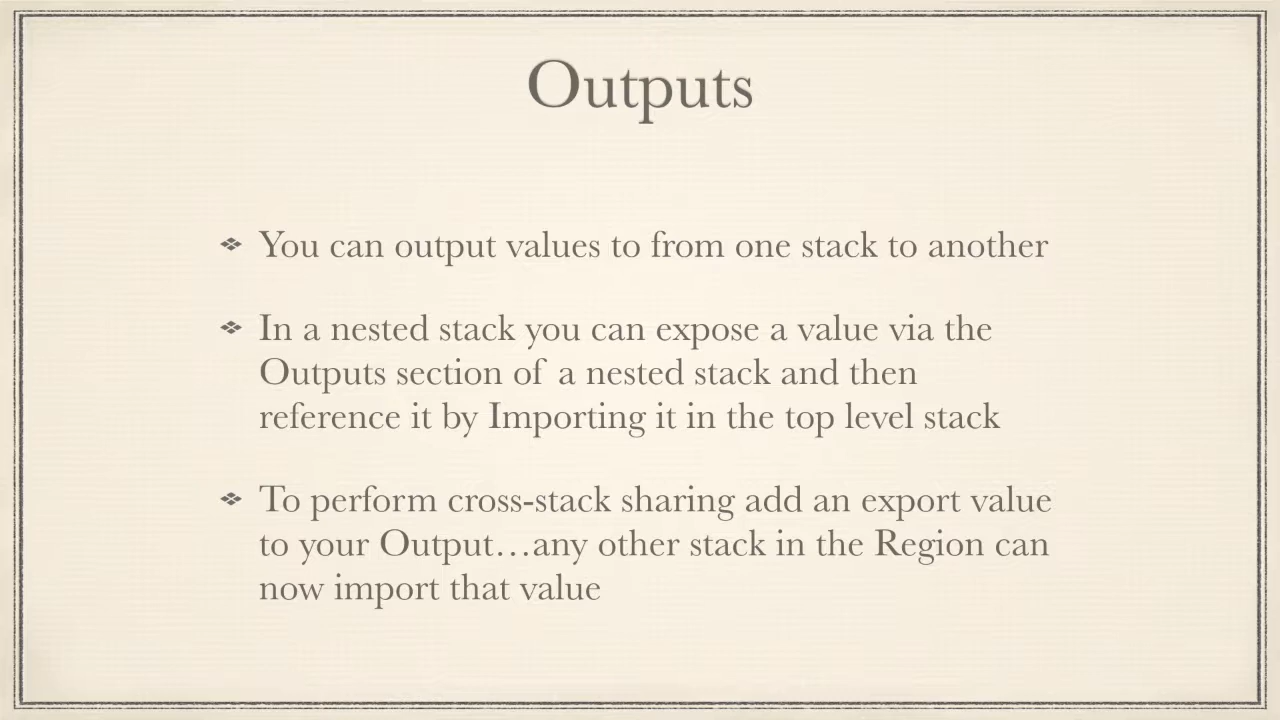 Outputs
You can output values to from one stack to another
In a nested stack you can expose a value via the
Outputs section of a nested stack and then
reference it by Importing it in the top level stack
To perform cross-stack sharing add an export value
to your Output…any other stack in the Region can
now import that value